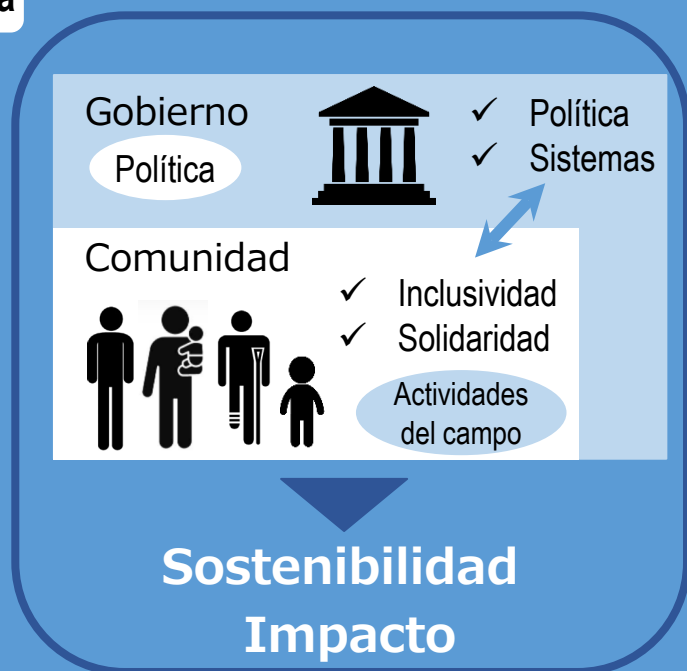 a
Gobierno
Política
✓ Política
✓ Sistemas
Comunidad
✓ Inclusividad
✓ Solidaridad
Actividades
del campo
Sostenibilidad
Impacto